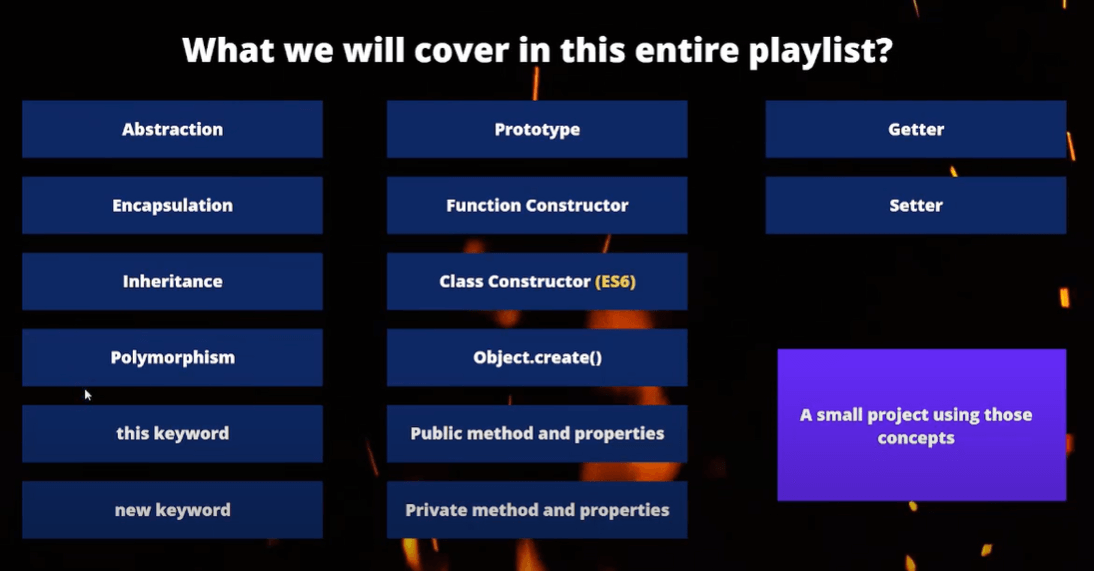 What we will cover in this entire playlist?
Abstraction
Encapsulation
Inheritance
Polymorphism
this keyword
new keyword
Prototype
Function Constructor
Class Constructor (ES6)
Object.create()
Public method and properties
Private method and properties
Getter
Setter
A small project using those
concepts